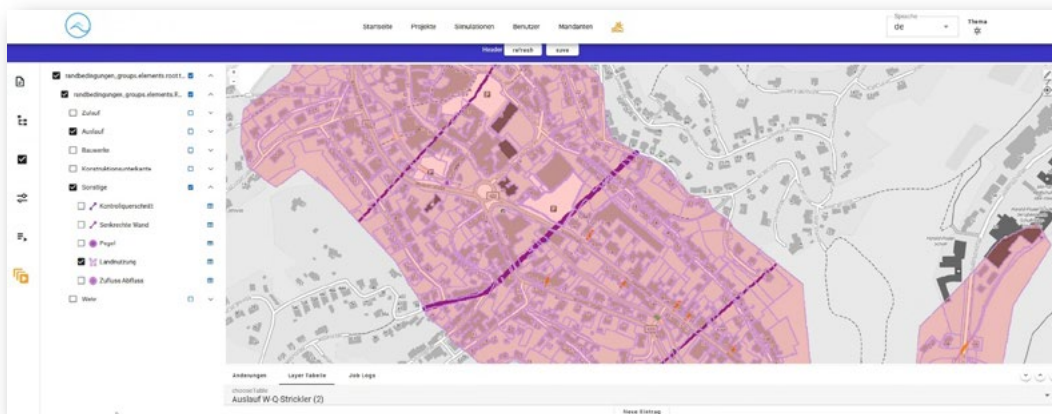 Startseite Projekte Simulationen Benutzer Mandanten
Sprache
de
Thema
Header refresh save
randbedingungen_groups.elements.root.t...
randbedingungen_groups.elements.R...
Zulauf
Auslauf
Bauwerke
Konstruktionsunterkante
Sonstige
Kontrollquerschnitt
Senkrechte Wand
Pegel
Landnutzung
Zufluss Abfluss
Wehr
Änderungen Layer Tabelle Job Logs
chooseTable
Auslauf W-Q-Strickler (2)
Neue Eintrag